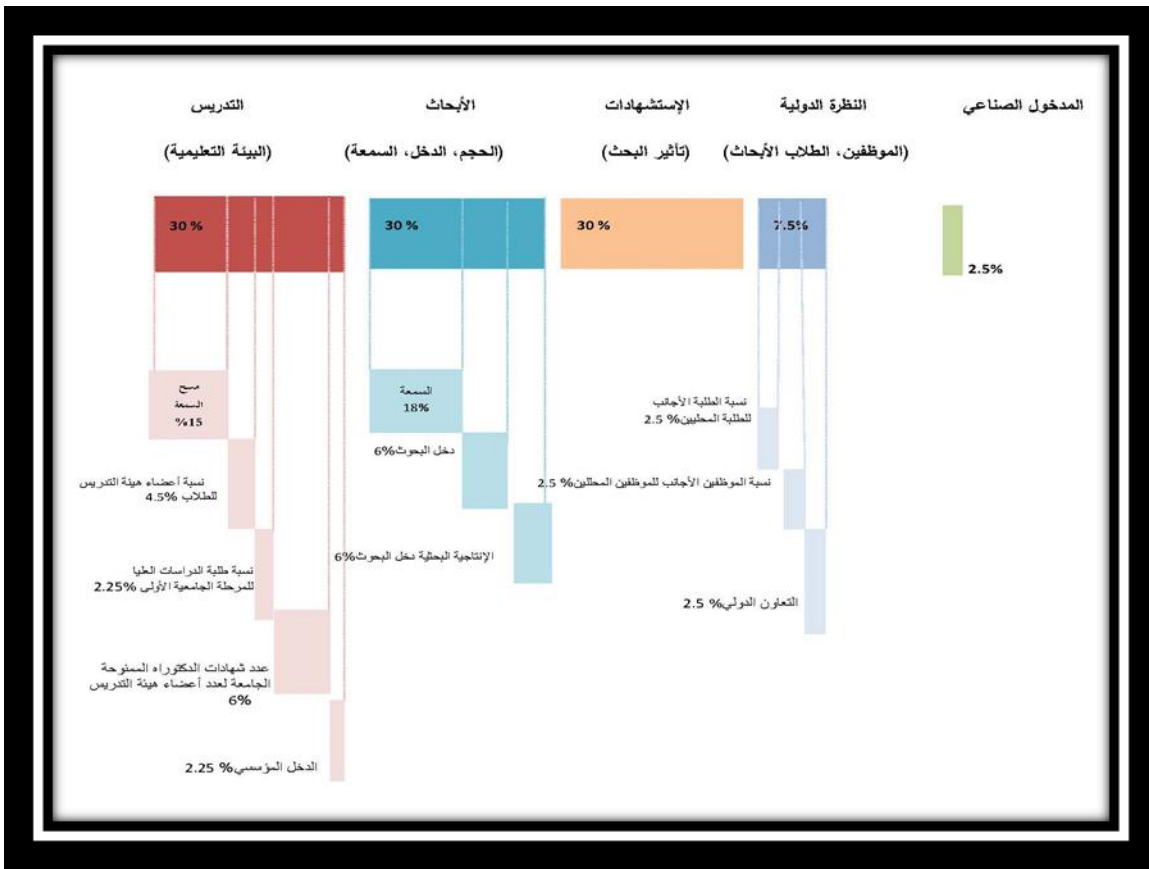 المدخول الصناعي
النظرة الدولية
(الموظفين، الطلاب الأبحاث)
الإستشهادات
(تأثير البحث)
الأبحاث
(الحجم، الدخل، السمعة)
التدريس
(البيئة التعليمية)
2.5%
7.5%
30 %
30 %
30 %
نسبة الطلبة الأجانب
للطلبة المحليين% 2.5
نسبة الموظفين الأجانب للموظفين المحليين% 2.5
التعاون الدولي% 2.5
السمعة
18%
دخل البحوث%6
الإنتاجية البحثية دخل البحوث%6
مسح
السمعة
%15
نسبة أعضاء هيئة التدريس
للطلاب %4.5
نسبة طلبة الدراسات العليا
للمرحلة الجامعية الأولى %2.25
عدد شهادات الدكتوراه الممنوحة
الجامعة لعدد أعضاء هيئة التدريس
6%
الدخل المؤسسي% 2.25